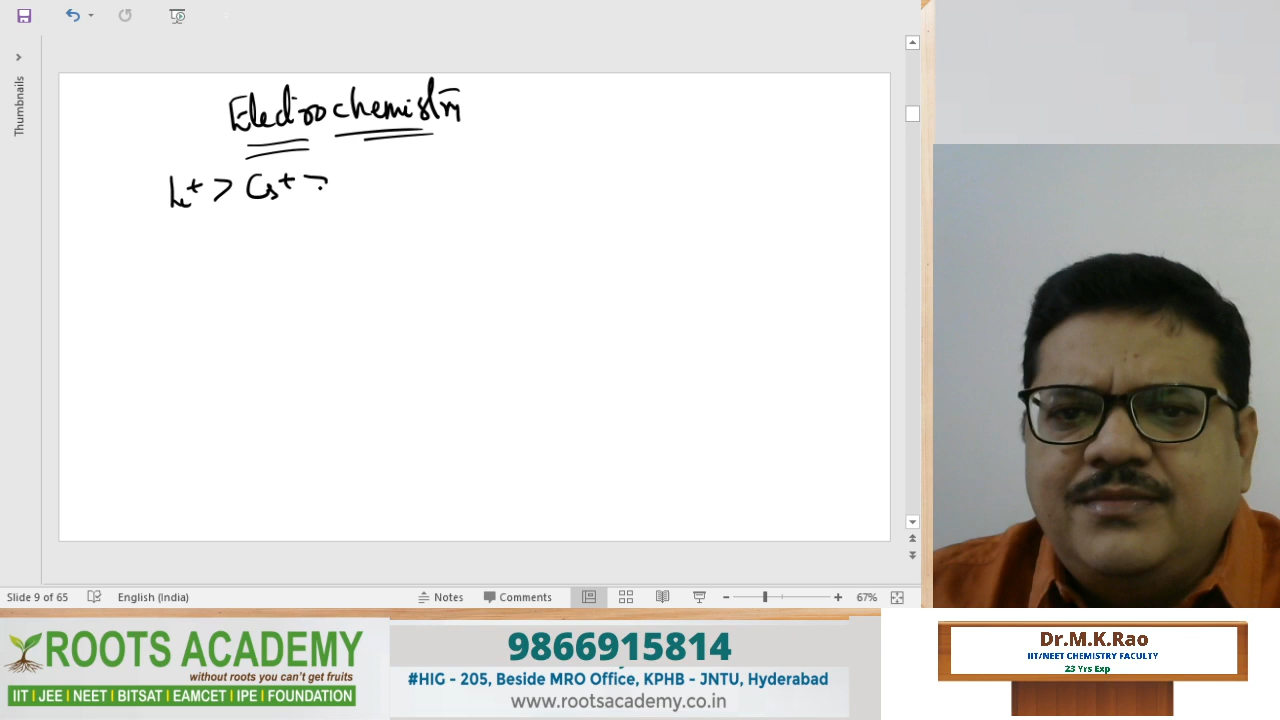 Thumbnails
Electrochemistry
Li+ > Cs+ >
Slide 9 of 65
English (India)
Notes
Comments
67%
ROOTS ACADEMY
without roots you can't get fruits
IIT | JEE | NEET | BITSAT | EAMCET | IPE | FOUNDATION
9866915814
#HIG - 205, Beside MRO Office, KPHB - JNTU, Hyderabad
www.rootsacademy.co.in
Dr.M.K.Rao
IIT/NEET CHEMISTRY FACULTY
23 Yrs Exp